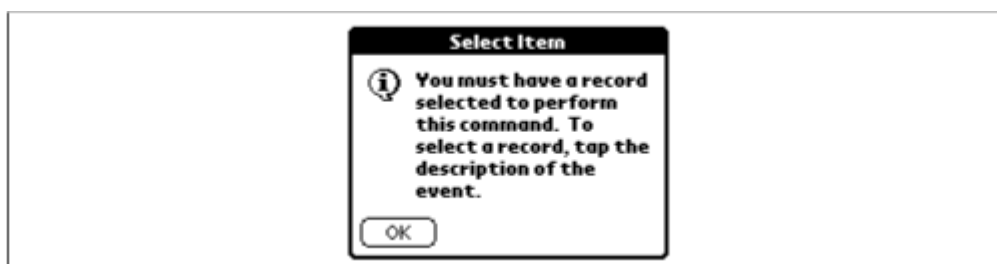 Select Item
You must have a record
selected to perform
this command.  To
select a record, tap the
description of the
event.
OK